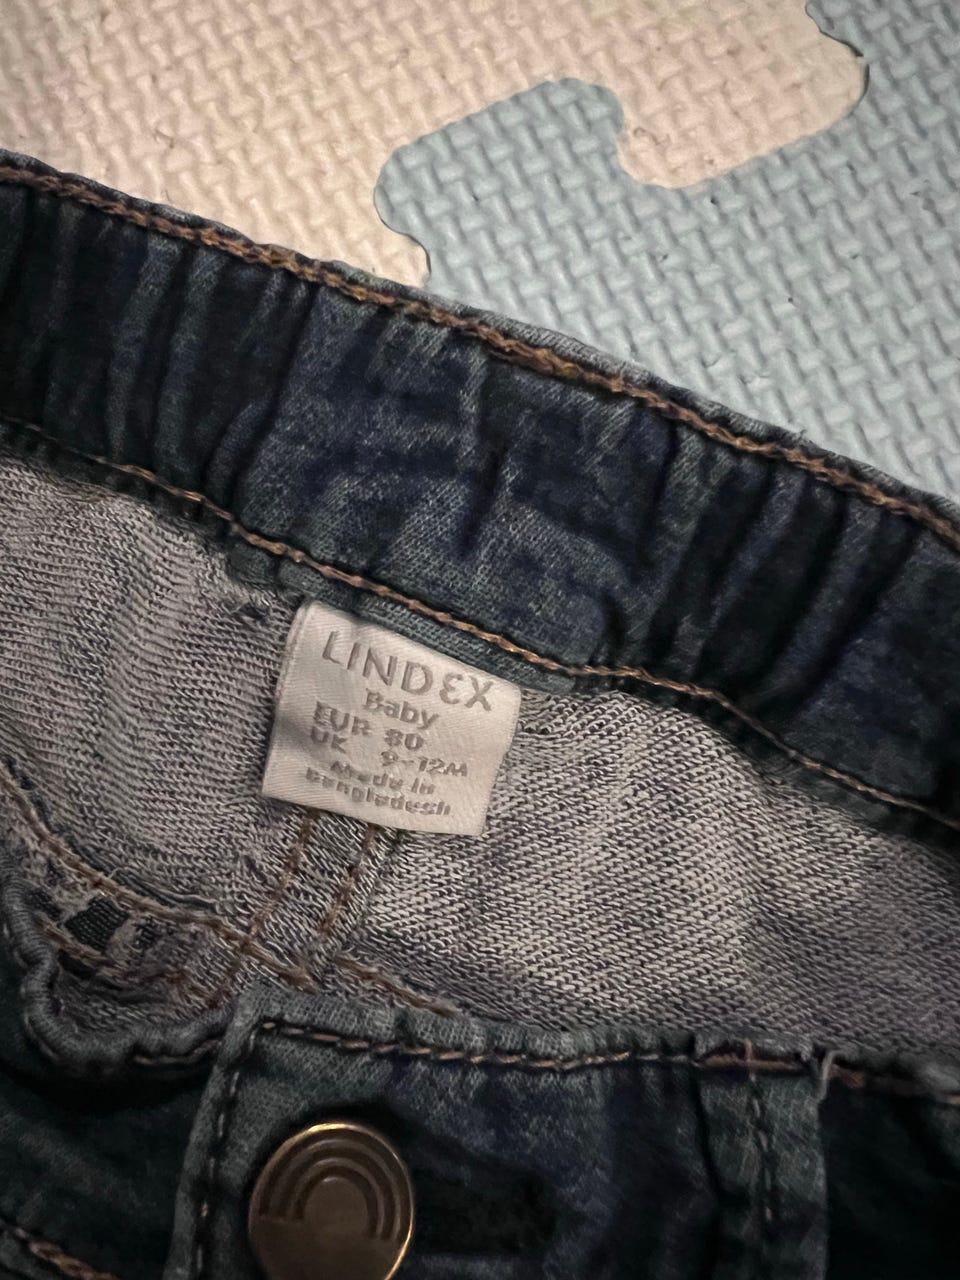 LINDEX
Baby
EUR 80
UK 9-12M
Made in
Bangladesh